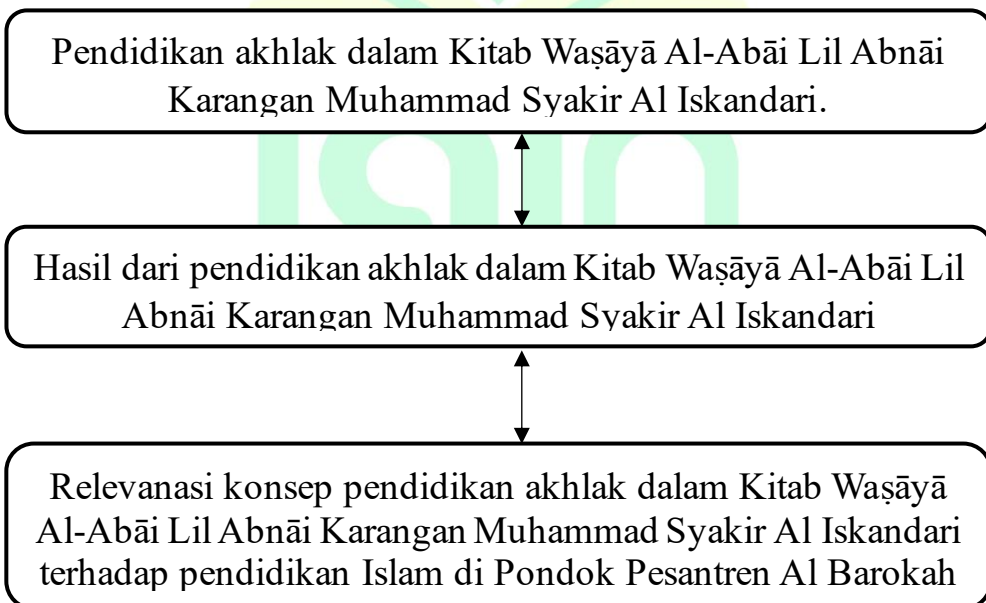 Pendidikan akhlak dalam Kitab Waṣāyā Al-Abāi Lil Abnāi
Karangan Muhammad Syakir Al Iskandari.
Hasil dari pendidikan akhlak dalam Kitab Waṣāyā Al-Abāi Lil
Abnāi Karangan Muhammad Syakir Al Iskandari
Relevanasi konsep pendidikan akhlak dalam Kitab Waṣāyā
Al-Abāi Lil Abnāi Karangan Muhammad Syakir Al Iskandari
terhadap pendidikan Islam di Pondok Pesantren Al Barokah